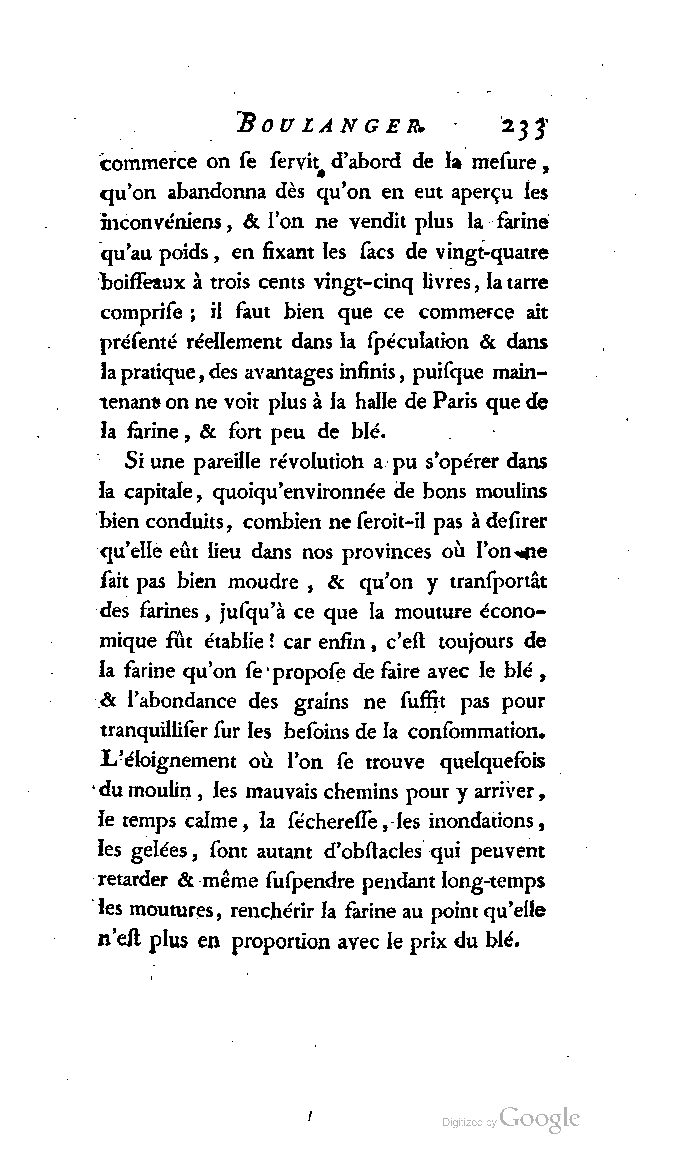 BOULANGER. 233
commerce on ſe ſervit d'abord de la meſure,
qu'on abandonna dès qu'on en eut aperçu les
inconvéniens, & l'on ne vendit plus la farine
qu'au poids, en fixant les ſacs de vingt-quatre
boiſſeaux à trois cents vingt-cinq livres, la tarre
compriſe ; il faut bien que ce commerce ait
préſenté réellement dans la ſpéculation & dans
la pratique, des avantages infinis, puiſque main-
tenant on ne voit plus à la halle de Paris que de
la farine, & fort peu de blé.
Si une pareille révolution a pu s'opérer dans
la capitale, quoiqu'environnée de bons moulins
bien conduits, combien ne ſeroit-il pas à deſirer
qu'elle eût lieu dans nos provinces où l'on ne
ſait pas bien moudre, & qu'on y tranſportât
des farines, juſqu'à ce que la mouture écono-
mique fût établie ! car enfin, c'eſt toujours de
la farine qu'on ſe propoſe de faire avec le blé,
& l'abondance des grains ne ſuffit pas pour
tranquilliſer ſur les beſoins de la conſommation.
L'éloignement où l'on ſe trouve quelquefois
du moulin, les mauvais chemins pour y arriver,
le temps calme, la ſéchereſſe, les inondations,
les gelées, ſont autant d'obſtacles qui peuvent
retarder & même ſuſpendre pendant long-temps
les moutures, renchérir la farine au point qu'elle
n'eſt plus en proportion avec le prix du blé.
Digitized by Google